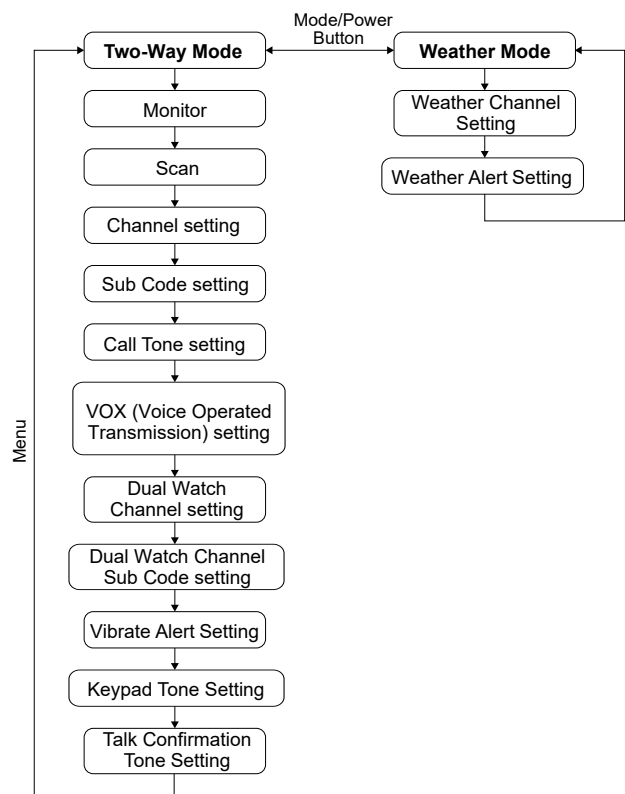 Mode/Power
Button
Two-Way Mode
Weather Mode
Monitor
Weather Channel
Setting
Scan
Weather Alert Setting
Channel setting
Sub Code setting
Call Tone setting
VOX (Voice Operated
Transmission) setting
Menu
Dual Watch
Channel setting
Dual Watch Channel
Sub Code setting
Vibrate Alert Setting
Keypad Tone Setting
Talk Confirmation
Tone Setting